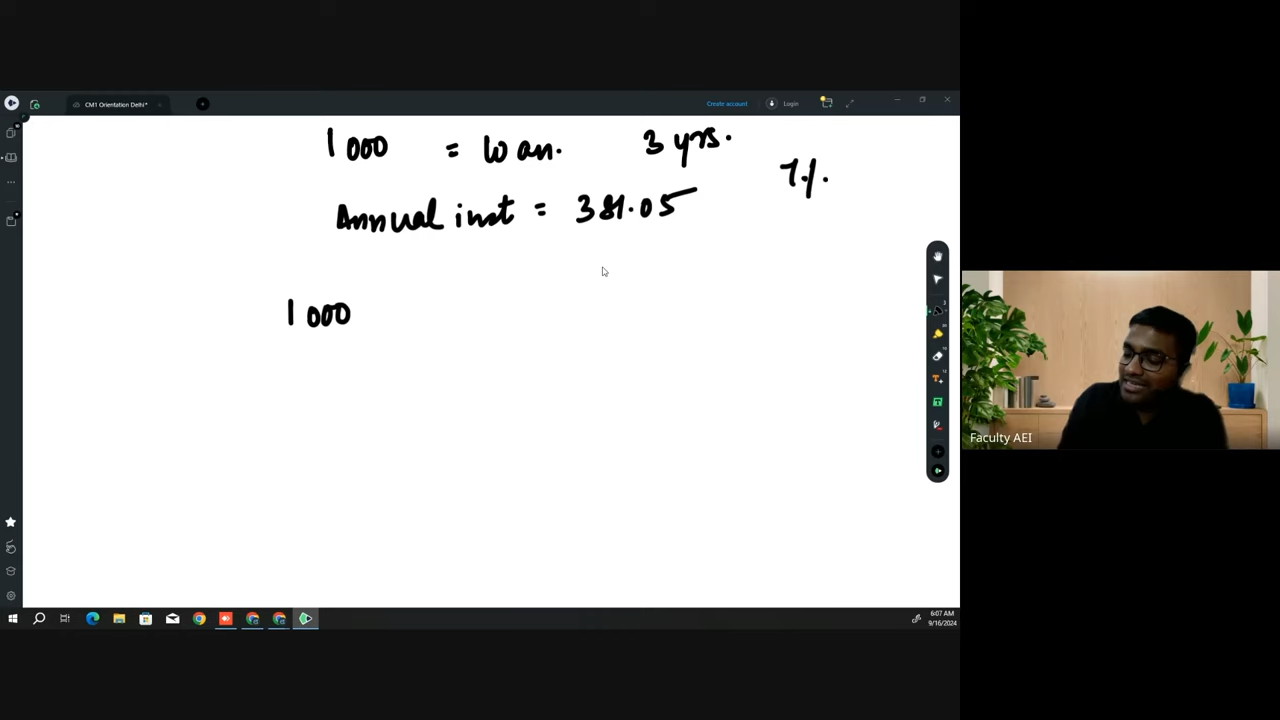 CM1 Orientation Delhi*
Create account
Login
1000 = loan. 3 yrs.
7%.
Annual inst = 381.05
1000
Faculty AEI
6:07 AM
9/16/2024